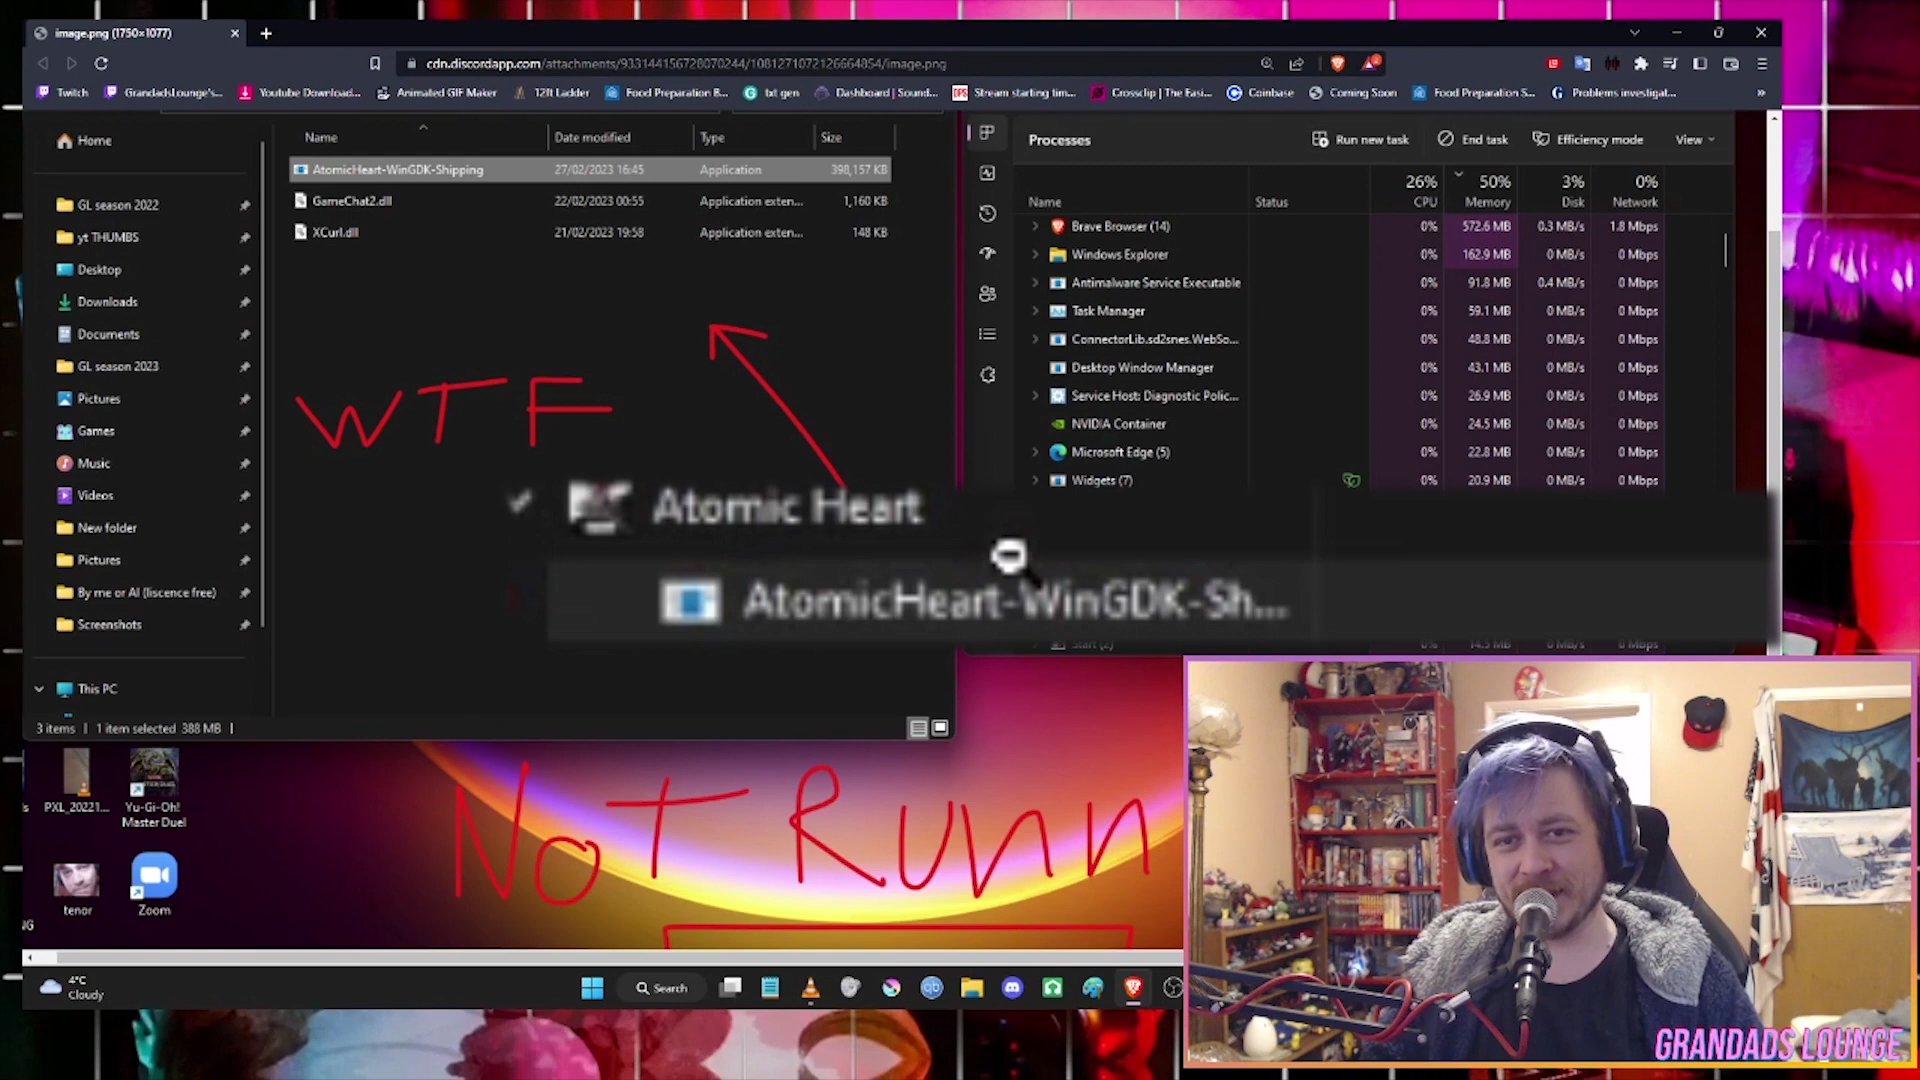 image.png (1750×1077)
cdn.discordapp.com/attachments/933144156728070244/1081271072126664854/image.png
Twitch
GrandadsLounge's...
Youtube Download...
Animated GIF Maker
12ft Ladder
Food Preparation R...
txt gen
Dashboard | Sound...
Stream starting tim...
Crossclip | The Easi...
Coinbase
Coming Soon
Food Preparation S...
Problems investigat...
Home
GL season 2022
yt THUMBS
Desktop
Downloads
Documents
GL season 2023
Pictures
Games
Music
Videos
New folder
Pictures
By me or AI (liscence free)
Screenshots
This PC
Name Date modified Type Size
AtomicHeart-WinGDK-Shipping 27/02/2023 16:45 Application 398,157 KB
GameChat2.dll 22/02/2023 00:55 Application exten... 1,160 KB
XCurl.dll 21/02/2023 19:58 Application exten... 148 KB
WTF
3 items 1 item selected 388 MB
Processes Run new task End task Efficiency mode View
26% 50% 3% 0%
Name Status CPU Memory Disk Network
Brave Browser (14) 0% 572.6 MB 0.3 MB/s 1.8 Mbps
Windows Explorer 0% 162.9 MB 0 MB/s 0 Mbps
Antimalware Service Executable 0% 91.8 MB 0.4 MB/s 0 Mbps
Task Manager 0% 59.1 MB 0 MB/s 0 Mbps
ConnectorLib.sd2snes.WebSo... 0% 48.8 MB 0 MB/s 0 Mbps
Desktop Window Manager 0% 43.1 MB 0 MB/s 0 Mbps
Service Host: Diagnostic Polic... 0% 26.9 MB 0 MB/s 0 Mbps
NVIDIA Container 0% 24.5 MB 0 MB/s 0 Mbps
Microsoft Edge (5) 0% 22.8 MB 0 MB/s 0 Mbps
Widgets (7) 0% 20.9 MB 0 MB/s 0 Mbps
Atomic Heart
AtomicHeart-WinGDK-Sh...
Start (2) 0% 14.5 MB 0 MB/s 0 Mbps
NOT Runn
PXL_20221...
Yu-Gi-Oh!
Master Duel
tenor
Zoom
4°C
Cloudy
Search
GRANDADS LOUNGE